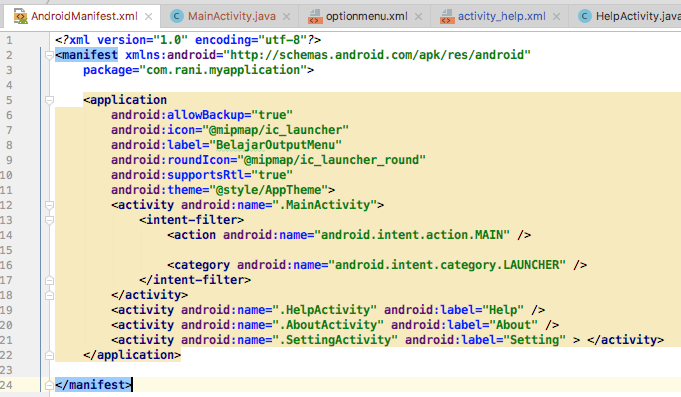 AndroidManifest.xml × MainActivity.java × optionmenu.xml × activity_help.xml × HelpActivity.java
1 <?xml version="1.0" encoding="utf-8"?>
2 <manifest xmlns:android="http://schemas.android.com/apk/res/android"
3 package="com.rani.myapplication">
4
5 <application
6 android:allowBackup="true"
7 android:icon="@mipmap/ic_launcher"
8 android:label="BelajarOutputMenu"
9 android:roundIcon="@mipmap/ic_launcher_round"
10 android:supportsRtl="true"
11 android:theme="@style/AppTheme">
12 <activity android:name=".MainActivity">
13 <intent-filter>
14 <action android:name="android.intent.action.MAIN" />
15
16 <category android:name="android.intent.category.LAUNCHER" />
17 </intent-filter>
18 </activity>
19 <activity android:name=".HelpActivity" android:label="Help" />
20 <activity android:name=".AboutActivity" android:label="About" />
21 <activity android:name=".SettingActivity" android:label="Setting" > </activity>
22 </application>
23
24 </manifest>